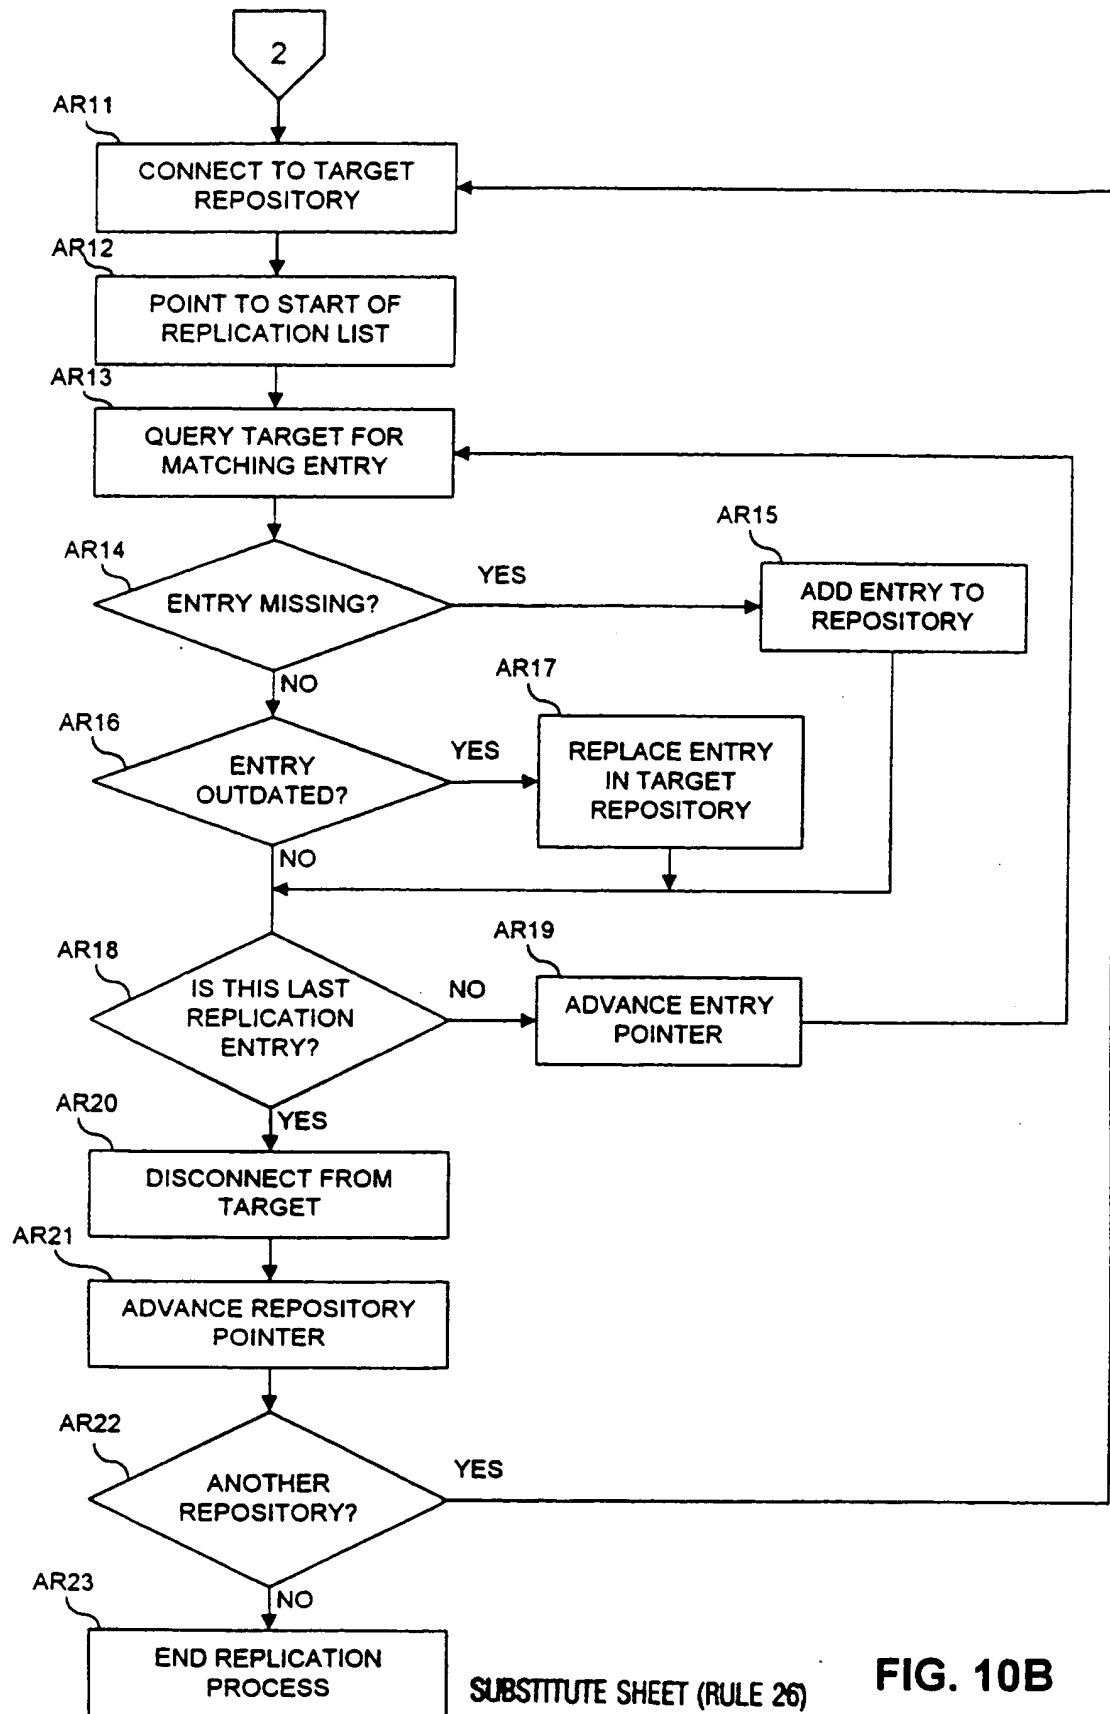 2
AR11
CONNECT TO TARGET
REPOSITORY
AR12
POINT TO START OF
REPLICATION LIST
AR13
QUERY TARGET FOR
MATCHING ENTRY
AR14
ENTRY MISSING?
YES
AR15
ADD ENTRY TO
REPOSITORY
NO
AR16
ENTRY
OUTDATED?
YES
AR17
REPLACE ENTRY
IN TARGET
REPOSITORY
NO
AR18
IS THIS LAST
REPLICATION
ENTRY?
NO
AR19
ADVANCE ENTRY
POINTER
YES
AR20
DISCONNECT FROM
TARGET
AR21
ADVANCE REPOSITORY
POINTER
AR22
ANOTHER
REPOSITORY?
YES
NO
AR23
END REPLICATION
PROCESS
SUBSTITUTE SHEET (RULE 26)
FIG. 10B